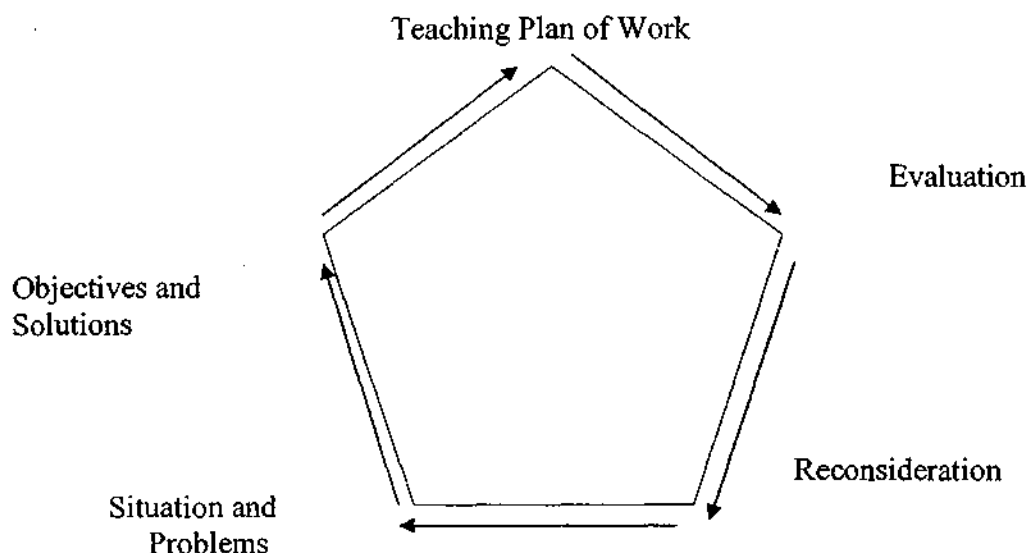 Teaching Plan of Work
Evaluation
Objectives and
Solutions
Reconsideration
Situation and
Problems